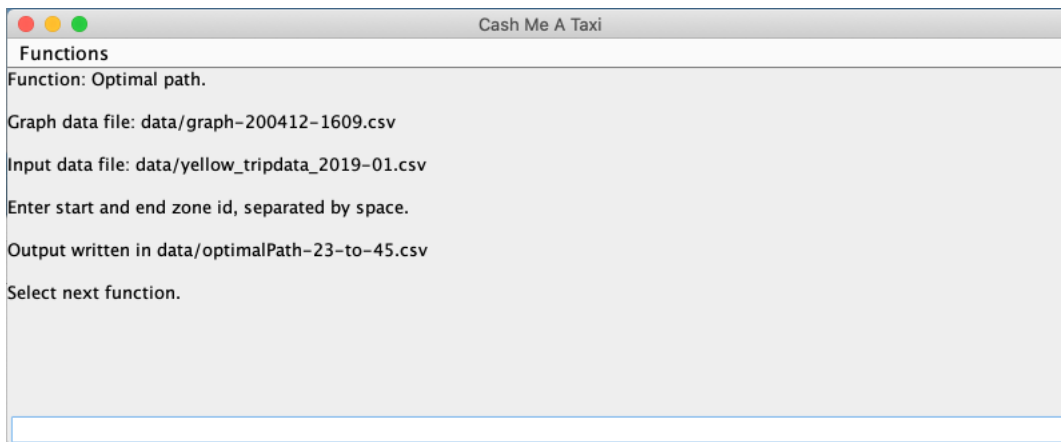 Cash Me A Taxi
Functions
Function: Optimal path.
Graph data file: data/graph-200412-1609.csv
Input data file: data/yellow_tripdata_2019-01.csv
Enter start and end zone id, separated by space.
Output written in data/optimalPath-23-to-45.csv
Select next function.